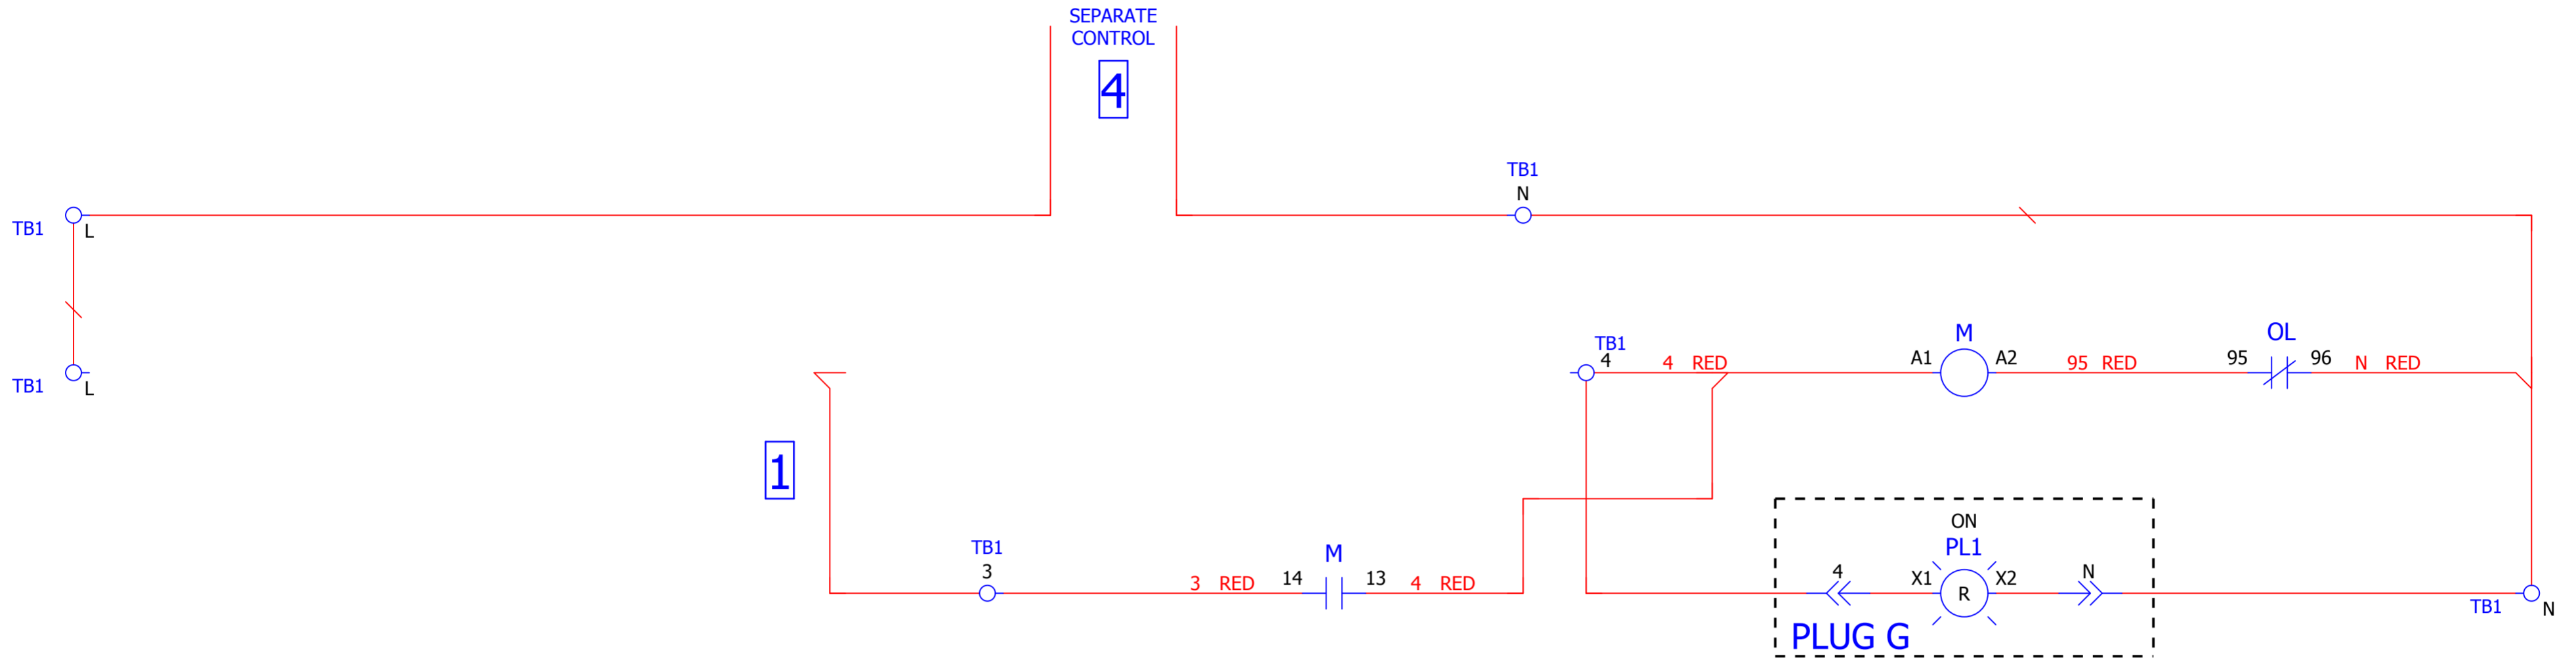 SEPARATE
CONTROL
4
TB1
N
TB1
L
TB1
L
TB1
4
4 RED
M
A1
A2
95 RED
OL
95
96
N RED
1
TB1
3
3 RED
M
14
13
4 RED
ON
PL1
4
X1
R
X2
N
PLUG G
TB1
N